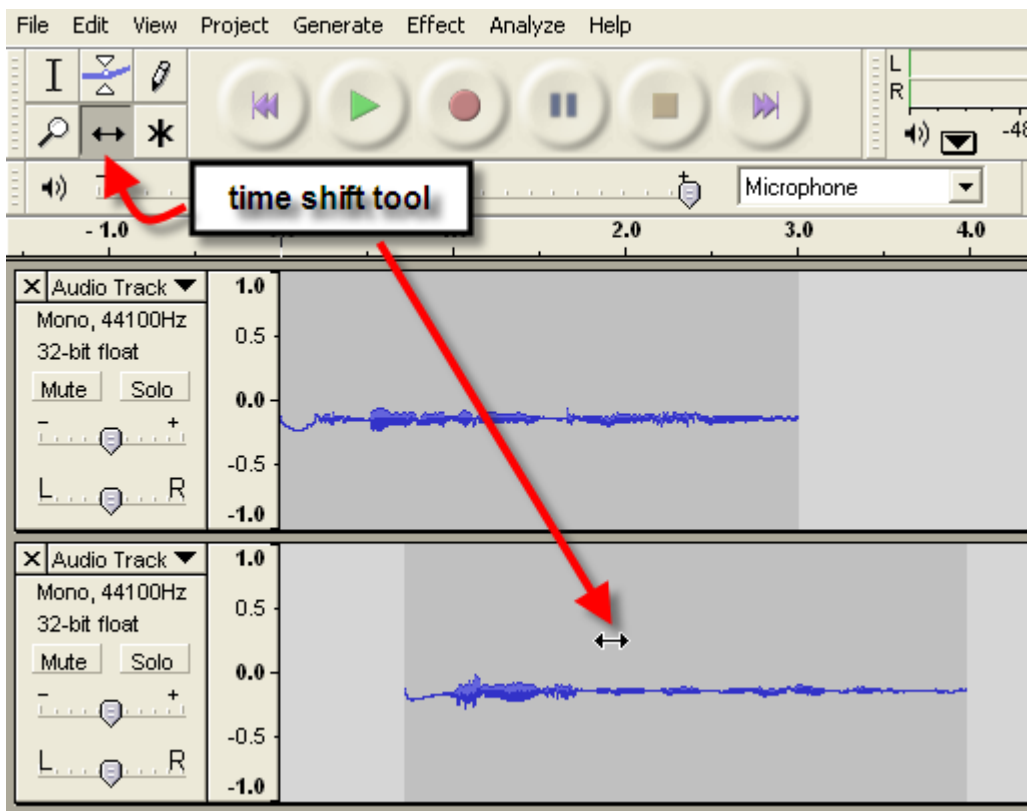 File Edit View Project Generate Effect Analyze Help
L
R
-48
Microphone
time shift tool
- 1.0 2.0 3.0 4.0
X Audio Track 1.0
Mono, 44100Hz
32-bit float
0.5
Mute Solo
0.0
- +
-0.5
L R
-1.0
X Audio Track 1.0
Mono, 44100Hz
32-bit float
0.5
Mute Solo
0.0
- +
-0.5
L R
-1.0